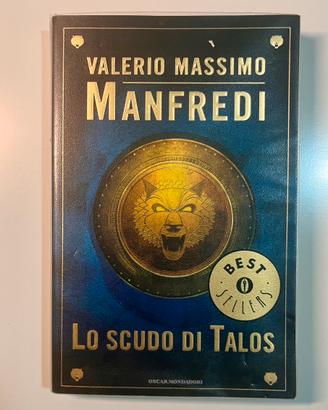 VALERIO MASSIMO
MANFREDI
BEST
SELLERS
LO SCUDO DI TALOS
OSCAR MONDADORI